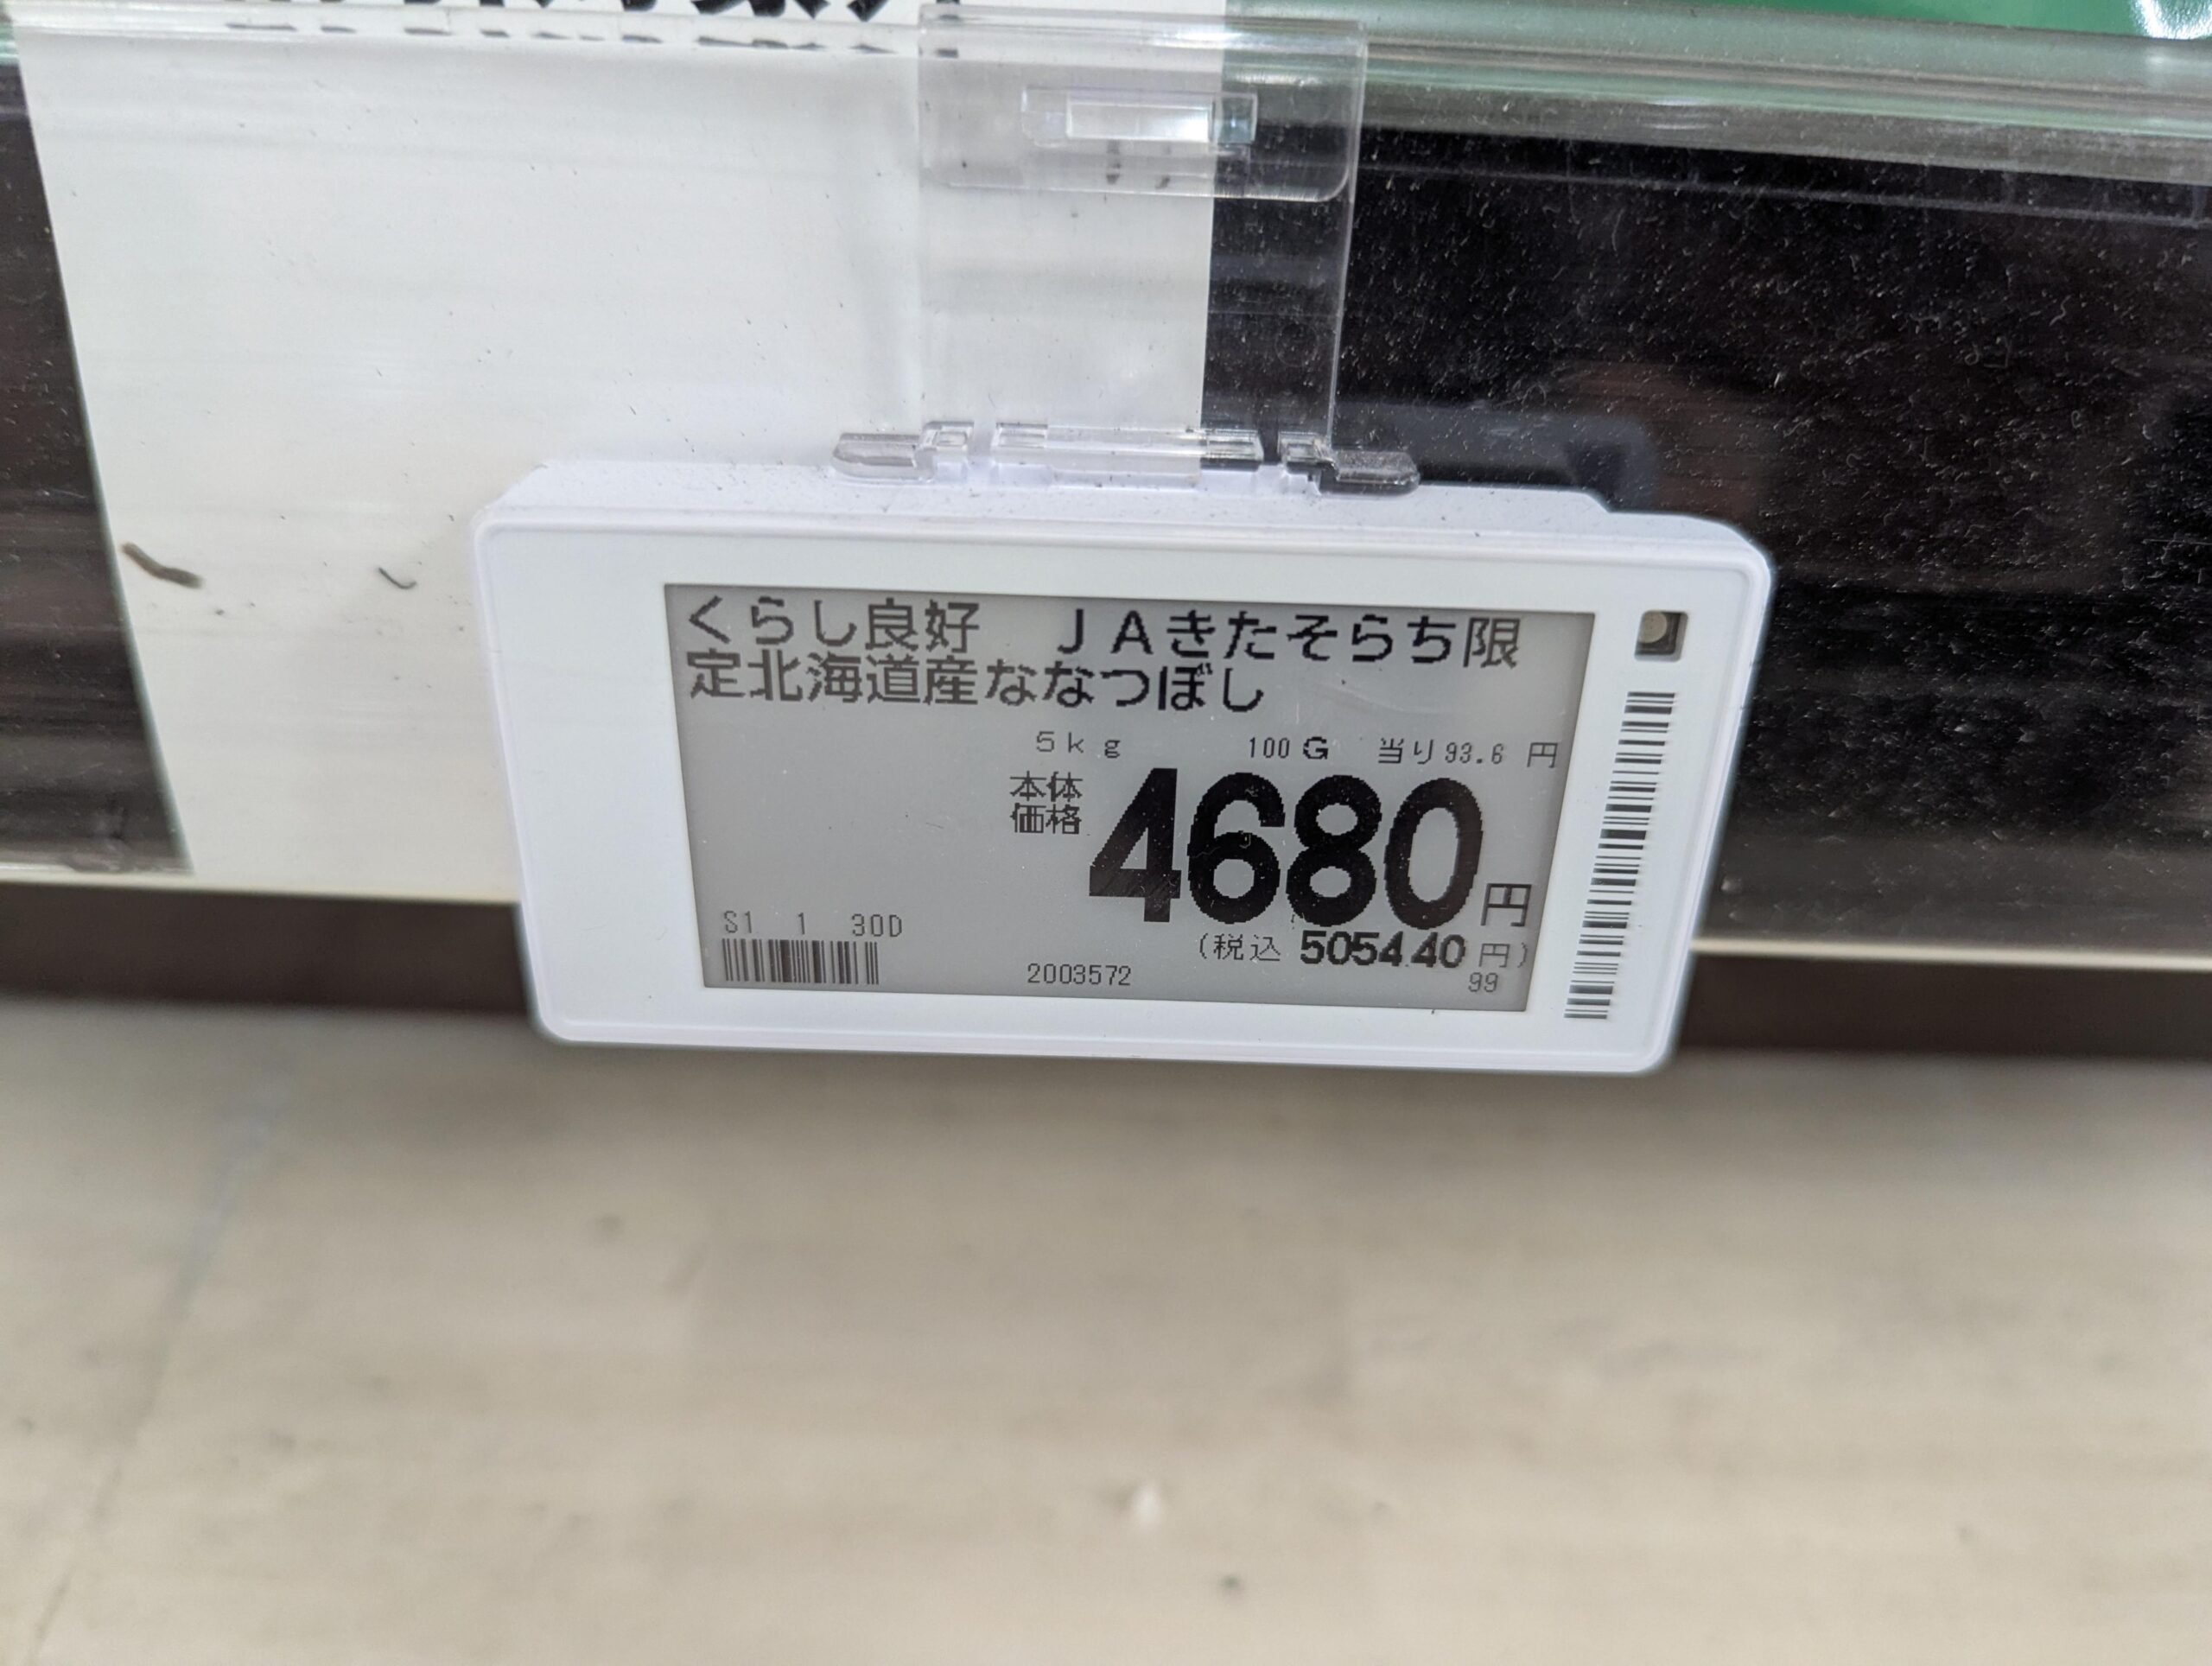 くらし良好　ＪＡきたそらち限
定北海道産ななつぼし
5kg 100G 当り93.6円
本体
価格
4680円
(税込 5054.40円)
S1 1 30D
2003572
99